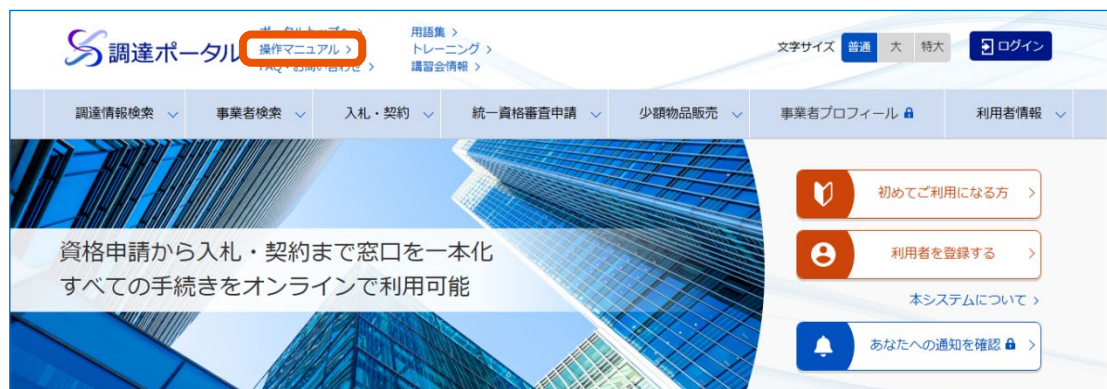 調達ポータル
操作マニュアル >
用語集 >
トレーニング >
講習会情報 >
文字サイズ 普通 大 特大
ログイン
調達情報検索 事業者検索 入札・契約 統一資格審査申請 少額物品販売 事業者プロフィール 利用者情報
資格申請から入札・契約まで窓口を一本化
すべての手続きをオンラインで利用可能
初めてご利用になる方 >
利用者を登録する >
本システムについて >
あなたへの通知を確認 >